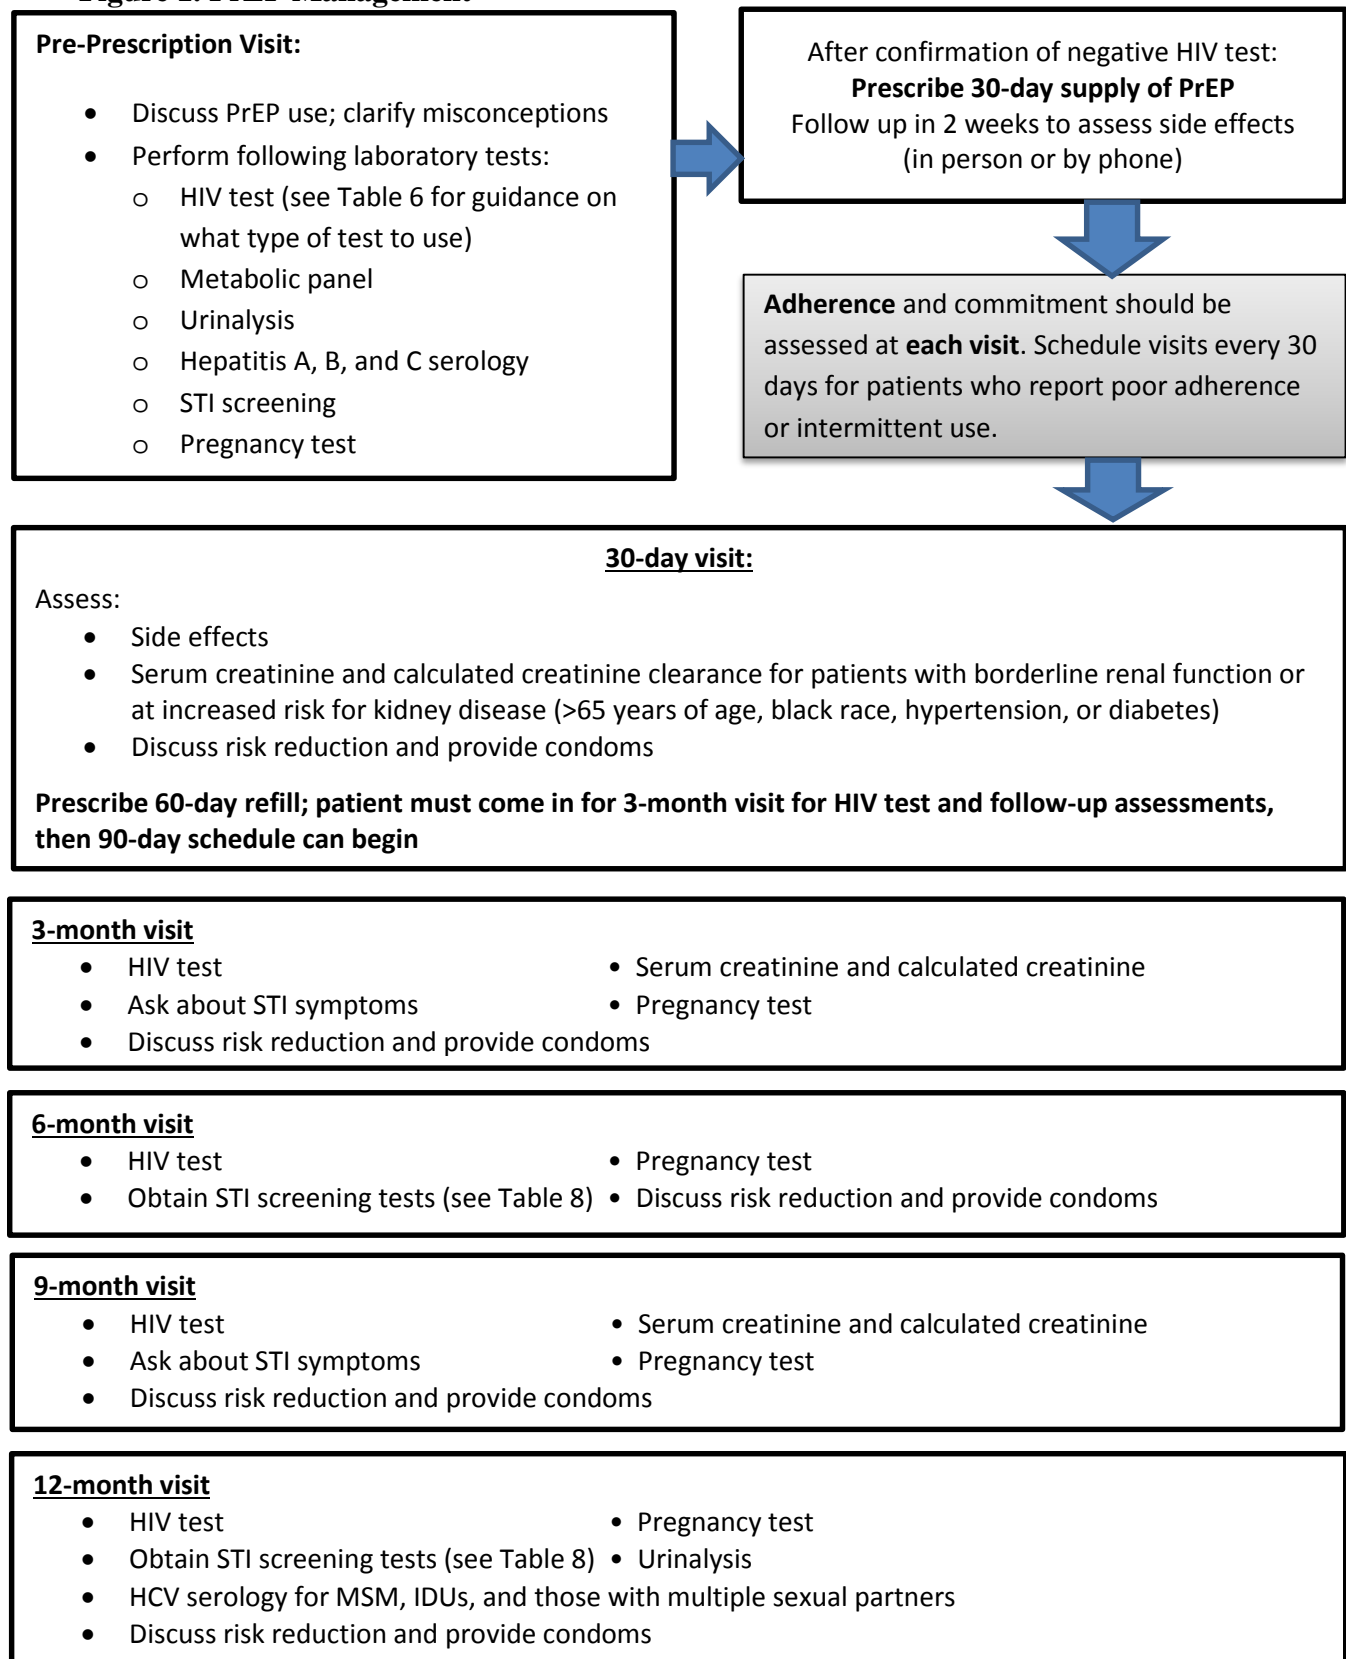 Figure 1. PrEP Management
Pre-Prescription Visit:
• Discuss PrEP use; clarify misconceptions
• Perform following laboratory tests:
o HIV test (see Table 6 for guidance on
what type of test to use)
o Metabolic panel
o Urinalysis
o Hepatitis A, B, and C serology
o STI screening
o Pregnancy test
After confirmation of negative HIV test:
Prescribe 30-day supply of PrEP
Follow up in 2 weeks to assess side effects
(in person or by phone)
Adherence and commitment should be
assessed at each visit. Schedule visits every 30
days for patients who report poor adherence
or intermittent use.
30-day visit:
Assess:
• Side effects
• Serum creatinine and calculated creatinine clearance for patients with borderline renal function or
at increased risk for kidney disease (>65 years of age, black race, hypertension, or diabetes)
• Discuss risk reduction and provide condoms
Prescribe 60-day refill; patient must come in for 3-month visit for HIV test and follow-up assessments,
then 90-day schedule can begin
3-month visit
• HIV test • Serum creatinine and calculated creatinine
• Ask about STI symptoms • Pregnancy test
• Discuss risk reduction and provide condoms
6-month visit
• HIV test • Pregnancy test
• Obtain STI screening tests (see Table 8) • Discuss risk reduction and provide condoms
9-month visit
• HIV test • Serum creatinine and calculated creatinine
• Ask about STI symptoms • Pregnancy test
• Discuss risk reduction and provide condoms
12-month visit
• HIV test • Pregnancy test
• Obtain STI screening tests (see Table 8) • Urinalysis
• HCV serology for MSM, IDUs, and those with multiple sexual partners
• Discuss risk reduction and provide condoms